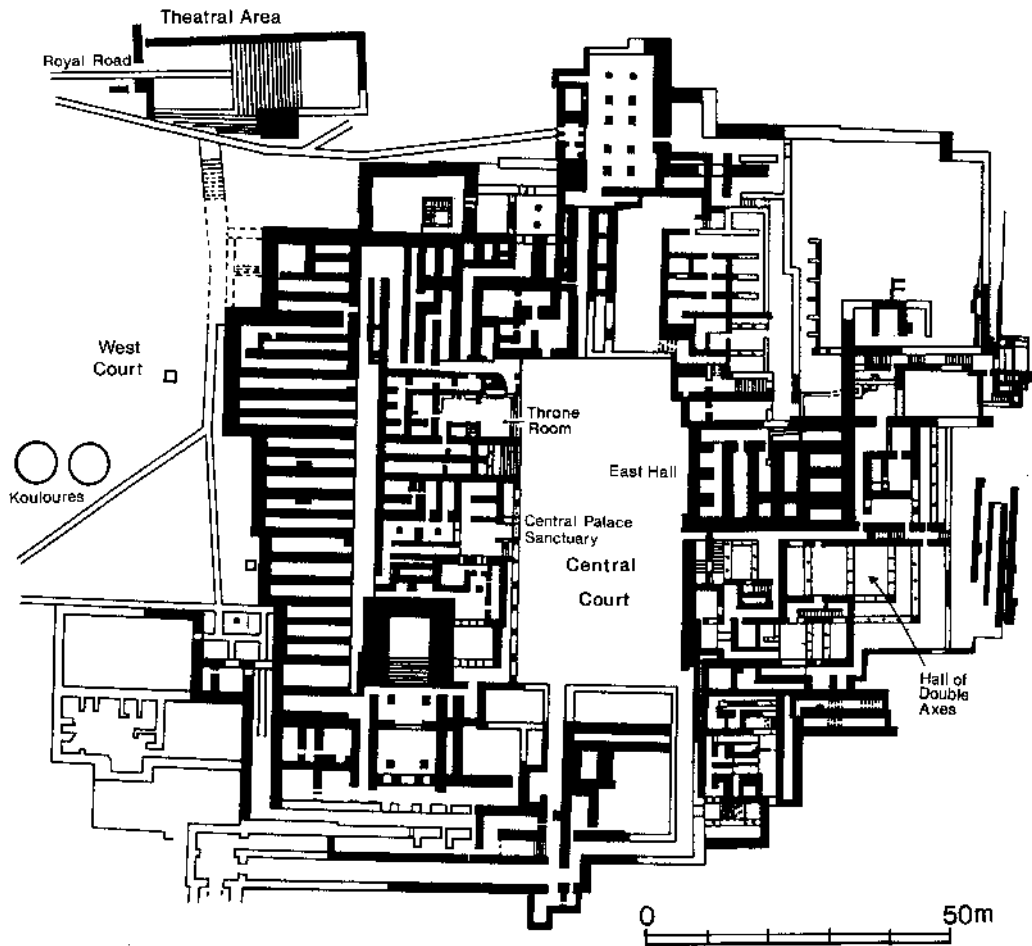 Theatral Area
Royal Road
West
Court
Throne
Room
East Hall
Kouloures
Central Palace
Sanctuary
Central
Court
Hall of
Double
Axes
0
50m